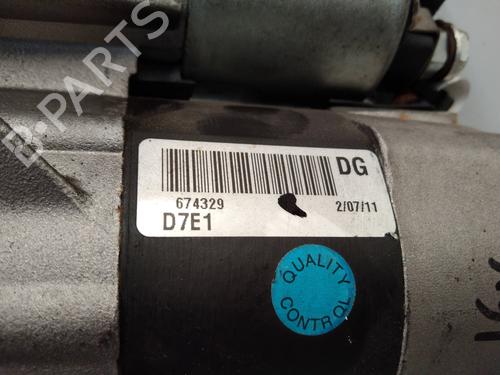 B-PARTS
DG
674329
2/07/11
D7E1
QUALITY
CONTROL